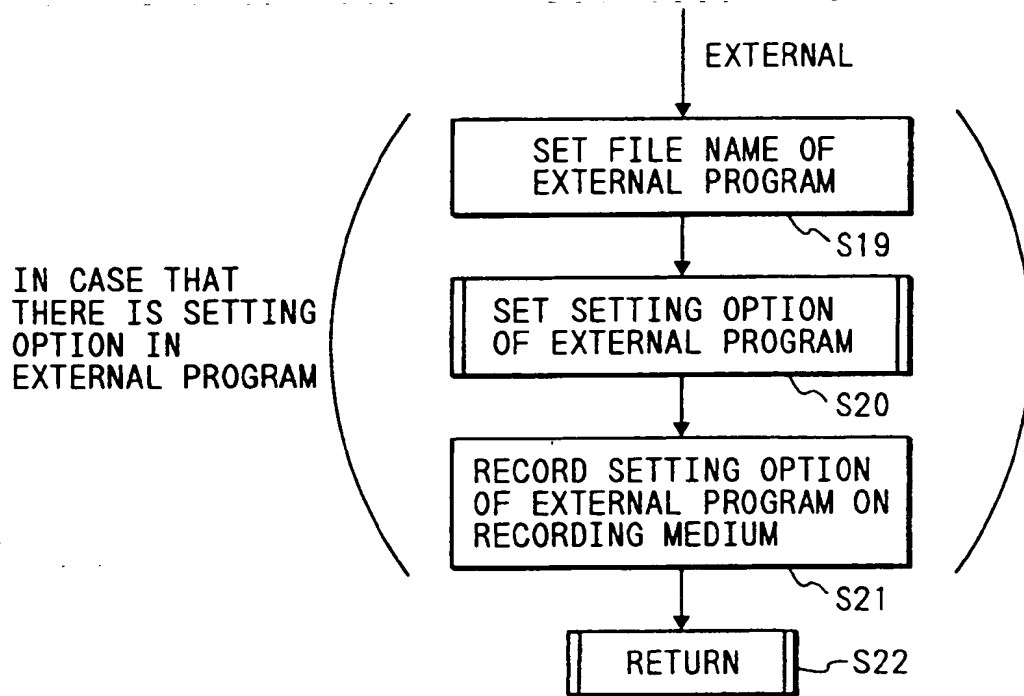 EXTERNAL
SET FILE NAME OF
EXTERNAL PROGRAM
S19
IN CASE THAT
THERE IS SETTING
OPTION IN
EXTERNAL PROGRAM
SET SETTING OPTION
OF EXTERNAL PROGRAM
S20
RECORD SETTING OPTION
OF EXTERNAL PROGRAM ON
RECORDING MEDIUM
S21
RETURN
S22